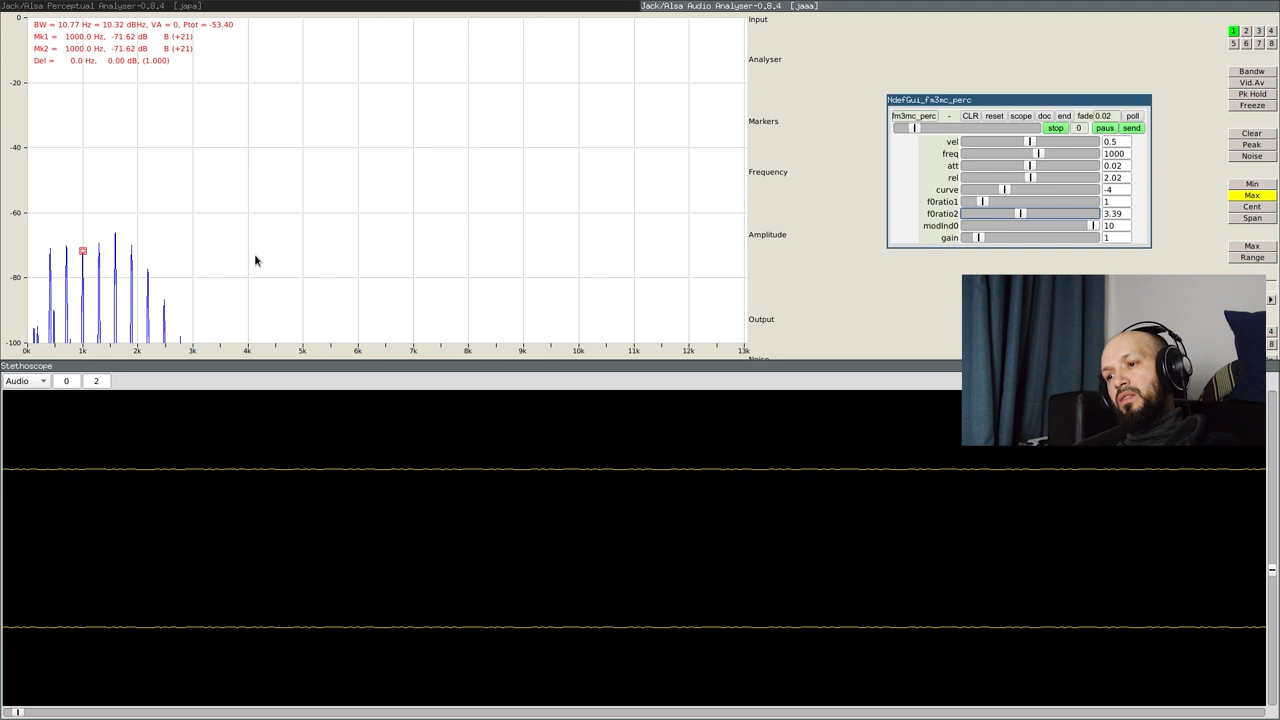 Jack/Alsa Perceptual Analyser-0.8.4 [japa]
Jack/Alsa Audio Analyser-0.8.4 [jaaa]
0
-20
-40
-60
-80
-100
BW = 10.77 Hz = 10.32 dBHz, VA = 0, Ptot = -53.40
Mk1 = 1000.0 Hz, -71.62 dB B (+21)
Mk2 = 1000.0 Hz, -71.62 dB B (+21)
Del = 0.0 Hz, 0.00 dB, (1.000)
0k 1k 2k 3k 4k 5k 6k 7k 8k 9k 10k 11k 12k 13k
Input
Analyser
Markers
Frequency
Amplitude
Output
Noise
1 2 3 4
5 6 7 8
Bandw
Vid.Av
Pk Hold
Freeze
Clear
Peak
Noise
Min
Max
Cent
Span
Max
Range
4
8
NdefGui_fm3mc_perc
fm3mc_perc - CLR reset scope doc end fade 0.02 poll
stop 0 paus send
vel 0.5
freq 1000
att 0.02
rel 2.02
curve -4
f0ratio1 1
f0ratio2 3.39
modInd0 10
gain 1
Stethoscope
Audio 0 2